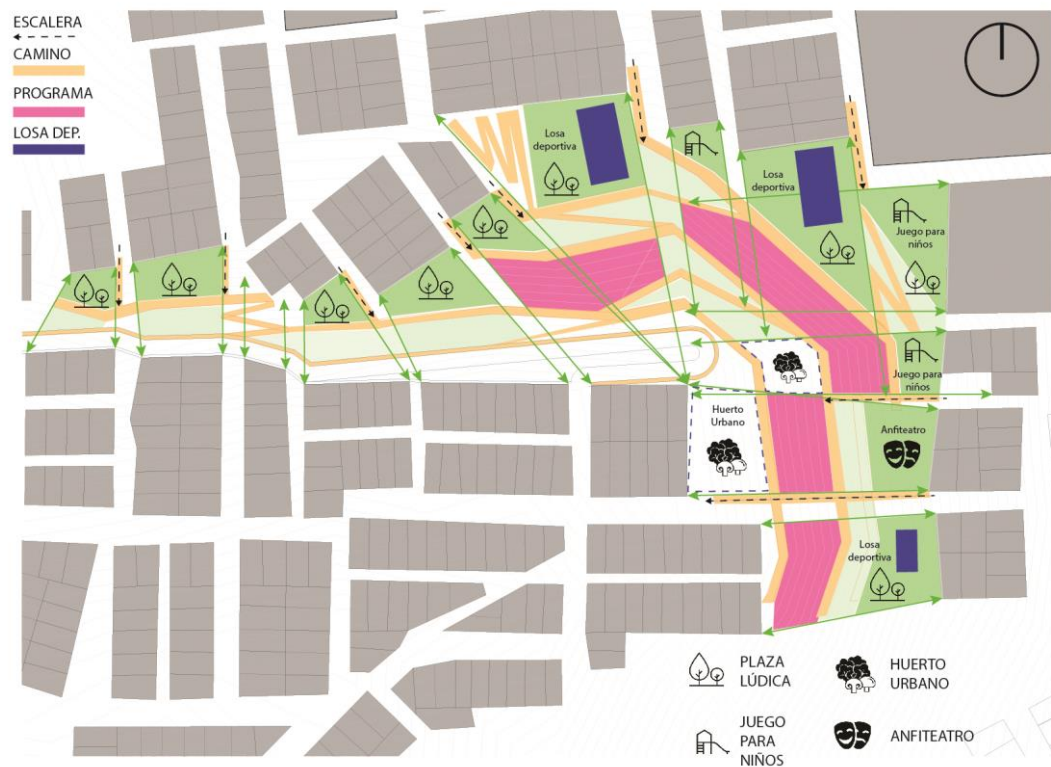 ESCALERA
CAMINO
PROGRAMA
LOSA DEP.
Losa
deportiva
Losa
deportiva
Juego para
niños
Juego para
niños
Huerto
Urbano
Anfiteatro
Losa
deportiva
PLAZA
LÚDICA
HUERTO
URBANO
JUEGO
PARA
NIÑOS
ANFITEATRO